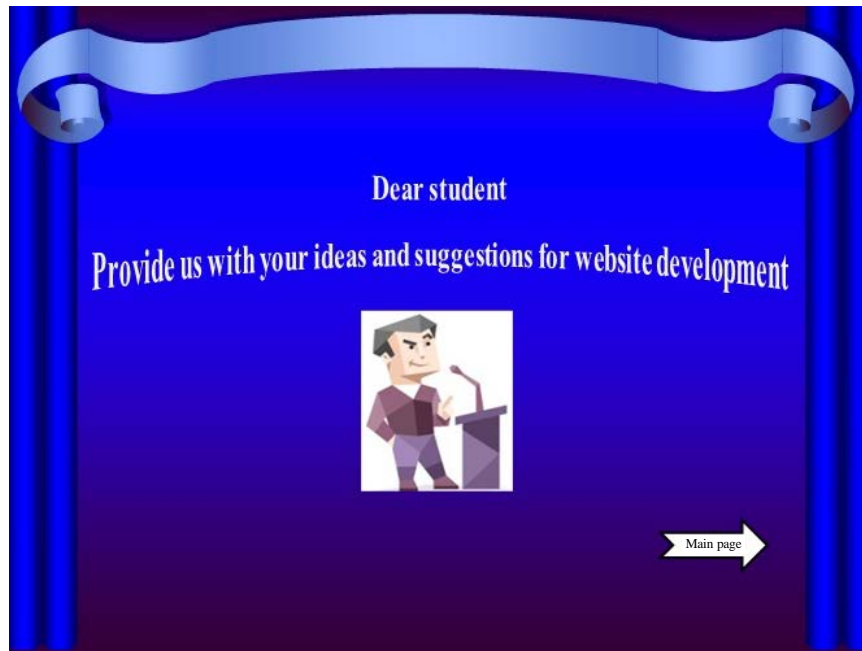 Dear student
Provide us with your ideas and suggestions for website development
Main page